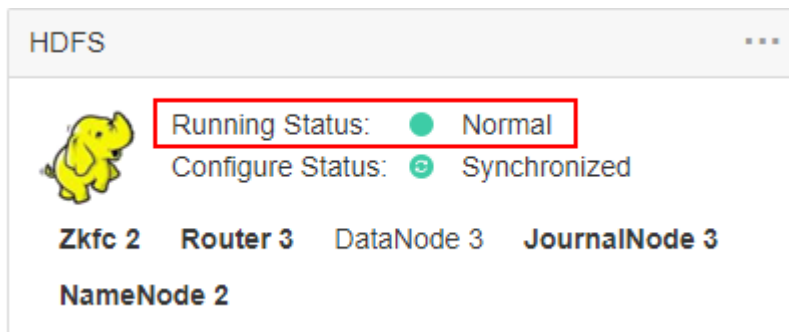 HDFS
Running Status: Normal
Configure Status: Synchronized
Zkfc 2 Router 3 DataNode 3 JournalNode 3
NameNode 2